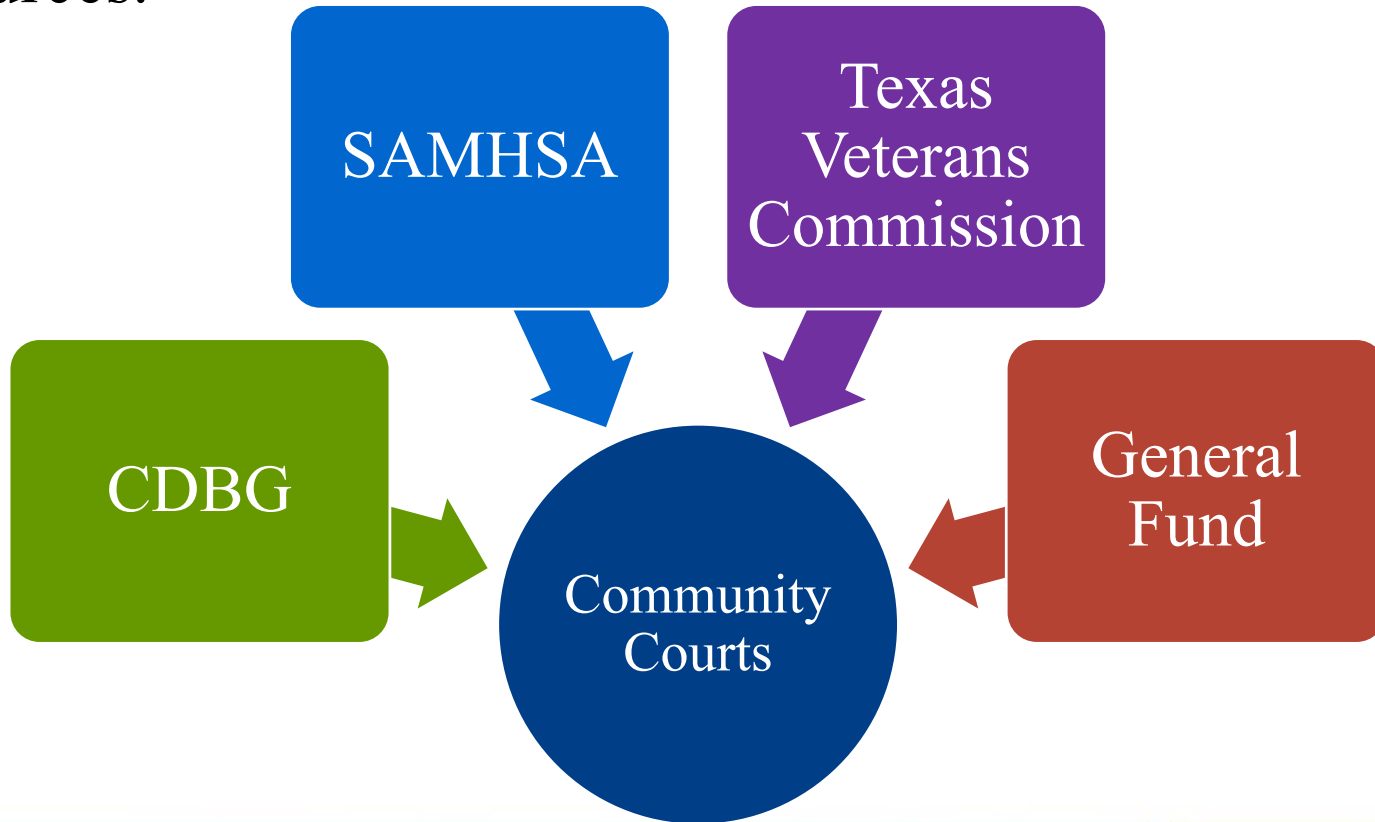 SAMHSA
Texas
Veterans
Commission
CDBG
General
Fund
Community
Courts